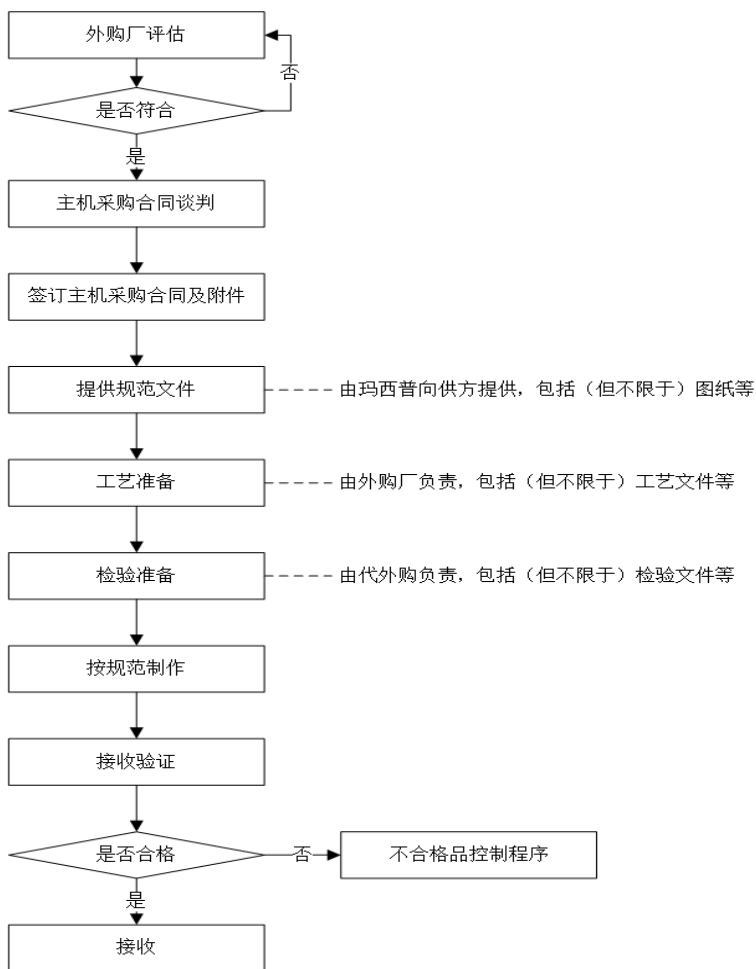 外购厂评估
否
是否符合
是
主机采购合同谈判
签订主机采购合同及附件
提供规范文件
由玛西普向供方提供，包括（但不限于）图纸等
工艺准备
由外购厂负责，包括（但不限于）工艺文件等
检验准备
由代外购负责，包括（但不限于）检验文件等
按规范制作
接收验证
是否合格
否
不合格品控制程序
是
接收